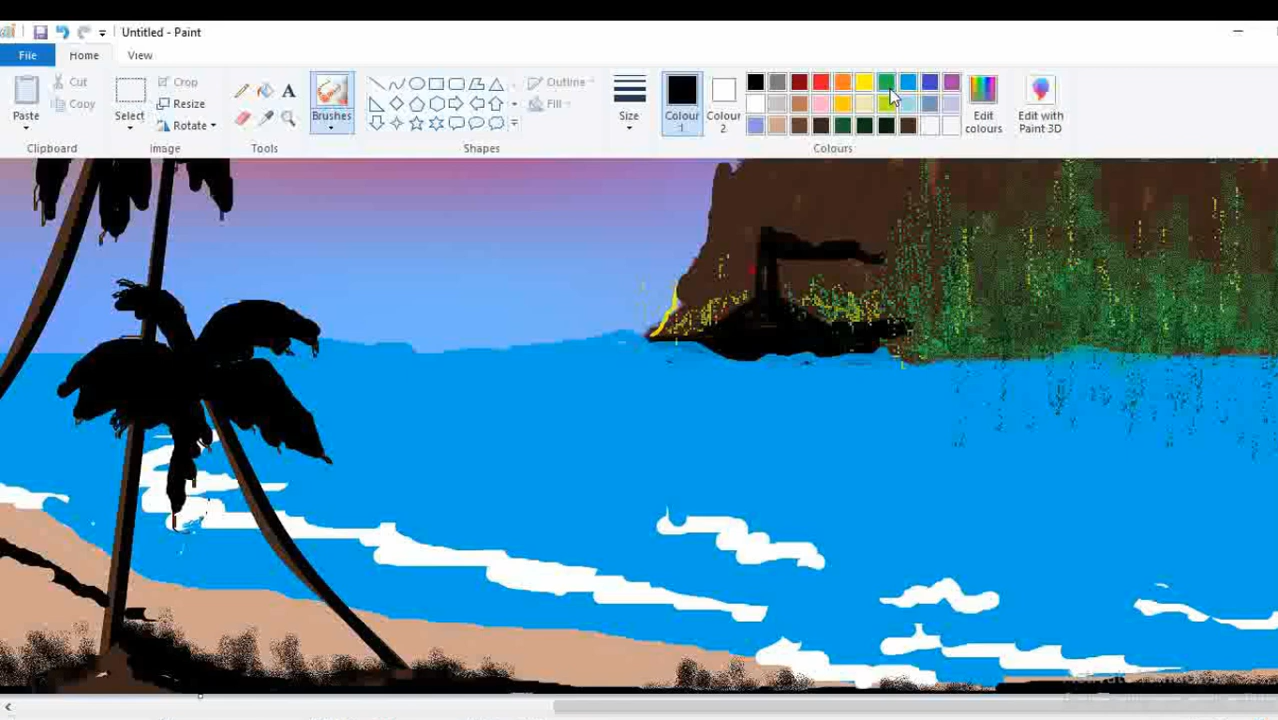 Untitled - Paint
File Home View
Cut
Copy
Paste
Clipboard
Select
Crop
Resize
Rotate
Image
A
Tools
Brushes
Outline
Fill
Shapes
Size
Colour 1
Colour 2
Colours
Edit colours
Edit with Paint 3D